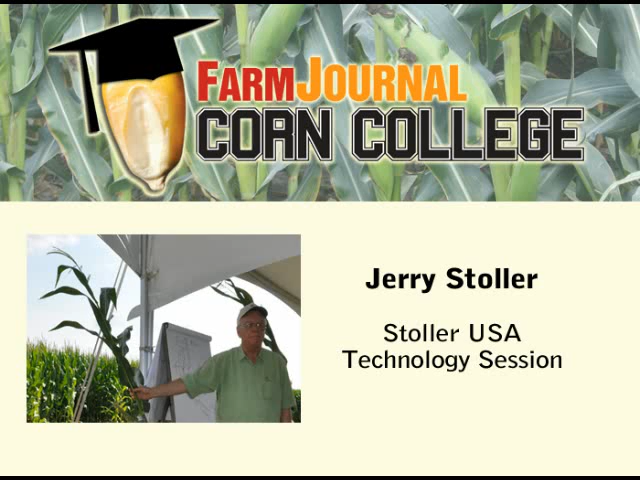 FARMJOURNAL
CORN COLLEGE
Jerry Stoller
Stoller USA
Technology Session